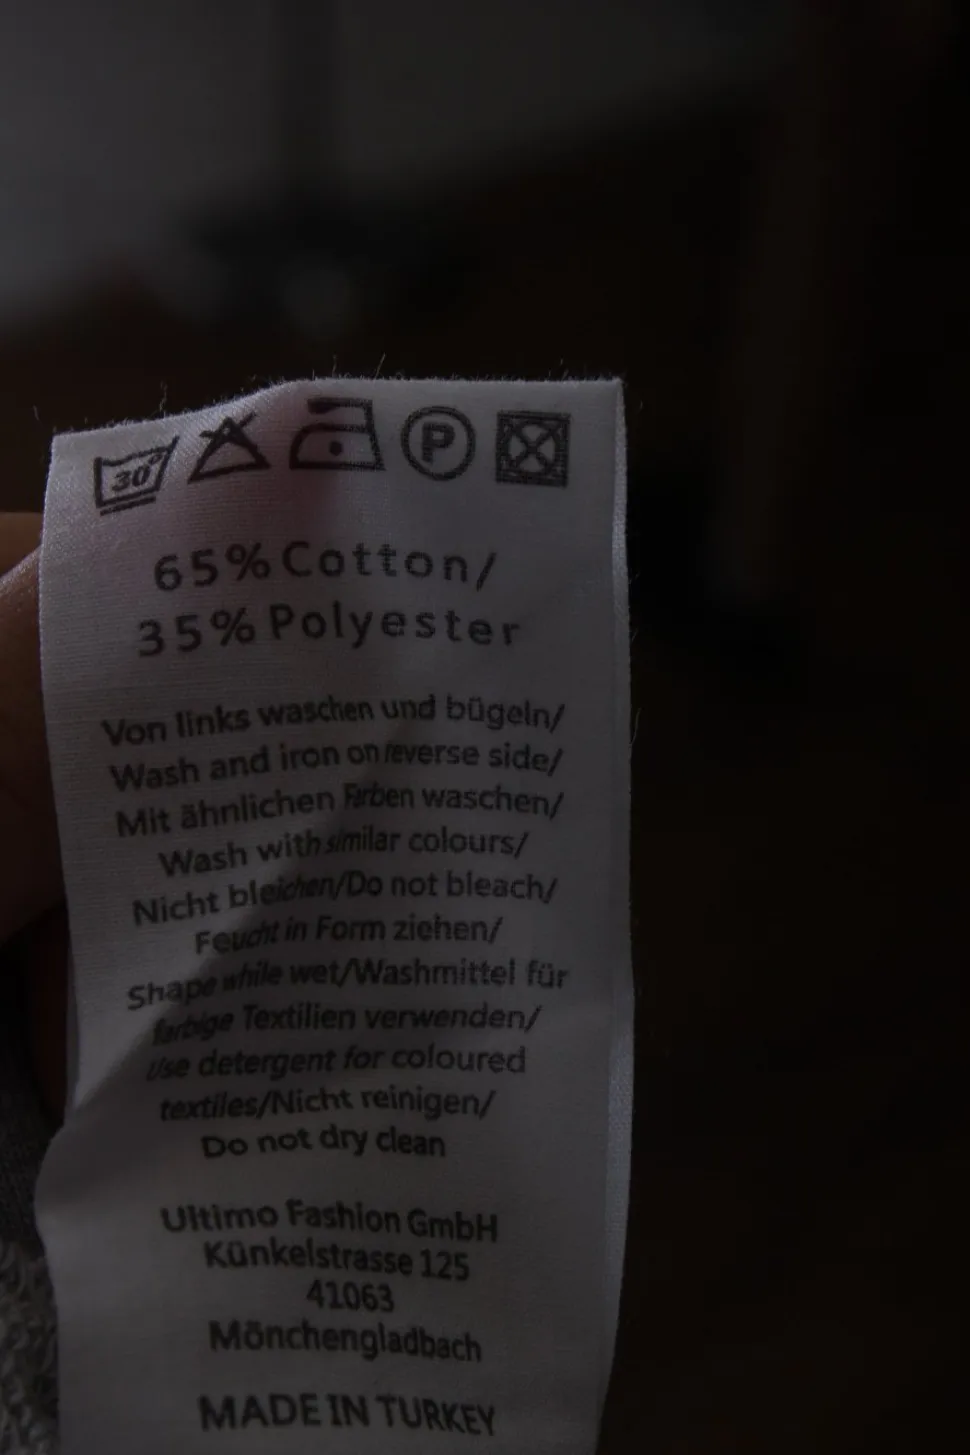 30°
P
65% Cotton/
35% Polyester
Von links waschen und bügeln/
Wash and iron on reverse side/
Mit ähnlichen Farben waschen/
Wash with similar colours/
Nicht bleichen/Do not bleach/
Feucht in Form ziehen/
Shape while wet/Washmittel für
farbige Textilien verwenden/
Use detergent for coloured
textiles/Nicht reinigen/
Do not dry clean
Ultimo Fashion GmbH
Künkelstrasse 125
41063
Mönchengladbach
MADE IN TURKEY